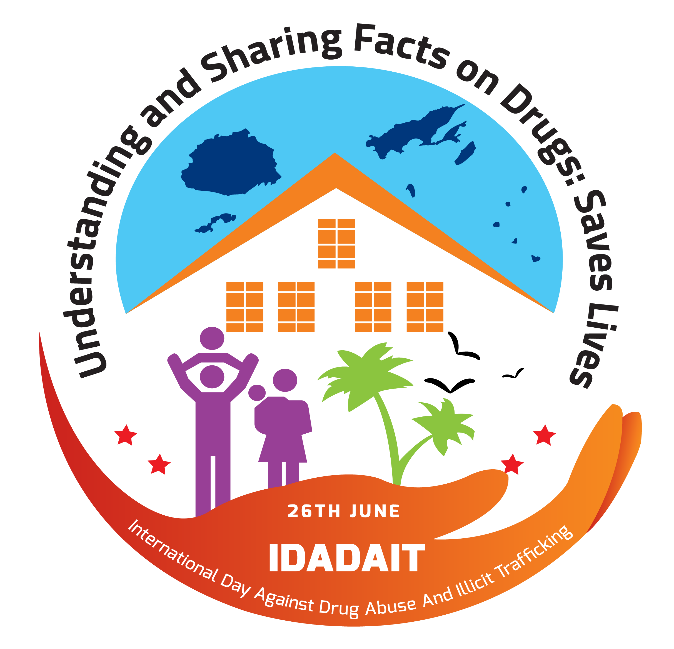 Understanding and Sharing Facts on Drugs: Saves Lives
26TH JUNE
IDADAIT
International Day Against Drug Abuse And Illicit Trafficking